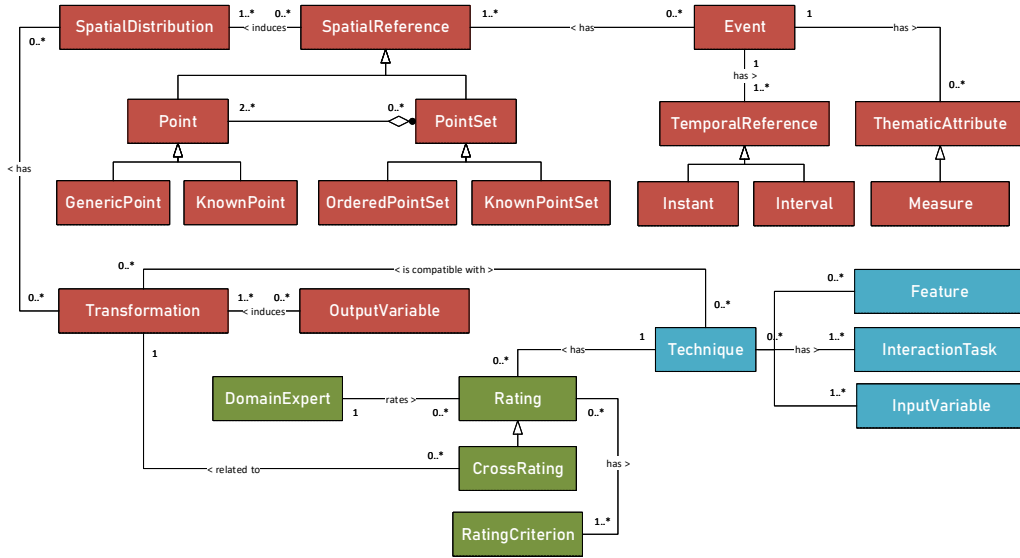 1..*
0..*
1..*
0..*
1
SpatialDistribution
< induces
SpatialReference
< has
Event
has >
0..*
1
has >
1..*
0..*
2..*
0..*
Point
PointSet
TemporalReference
ThematicAttribute
< has
GenericPoint
KnownPoint
OrderedPointSet
KnownPointSet
Instant
Interval
Measure
0..*
< is compatible with >
0..*
Feature
0..*
1..*
0..*
0..*
Transformation
< induces
OutputVariable
1
< has
1
Technique
0..*
has >
1..*
InteractionTask
0..*
DomainExpert
rates >
Rating
1..*
InputVariable
1
0..*
0..*
0..*
< related to
CrossRating
has >
1..*
RatingCriterion